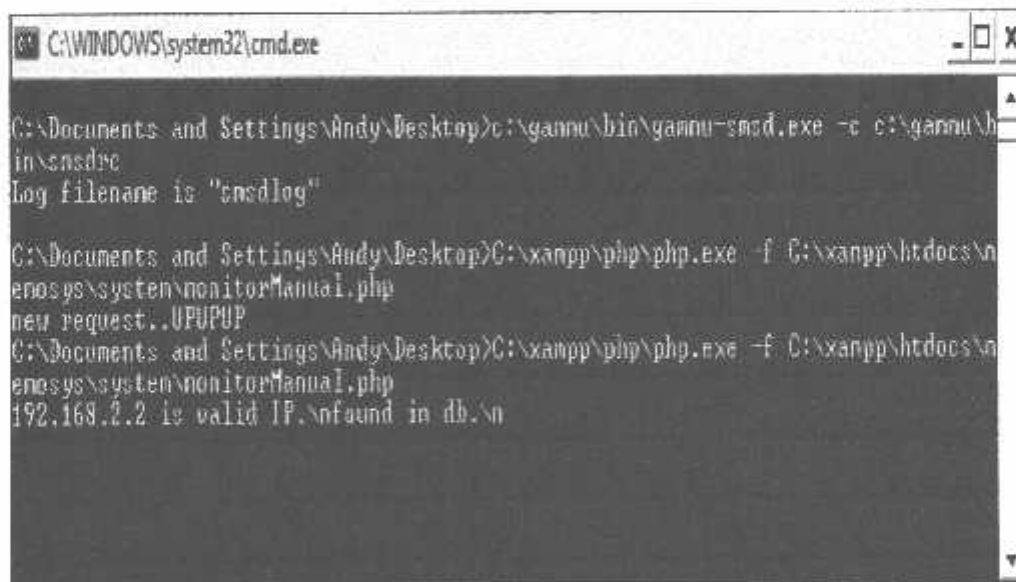 C:\WINDOWS\system32\cmd.exe
C:\Documents and Settings\Andy\Desktop>c:\gammu\bin\gammu-smsd.exe -c c:\gammu\b
in\smsdrc
Log filename is "smsdlog"
C:\Documents and Settings\Andy\Desktop>C:\xampp\php\php.exe -f C:\xampp\htdocs\n
emosys\system\monitorManual.php
new request..UPUPUP
C:\Documents and Settings\Andy\Desktop>C:\xampp\php\php.exe -f C:\xampp\htdocs\n
emosys\system\monitorManual.php
192.168.2.2 is valid IP.\nfound in db.\n